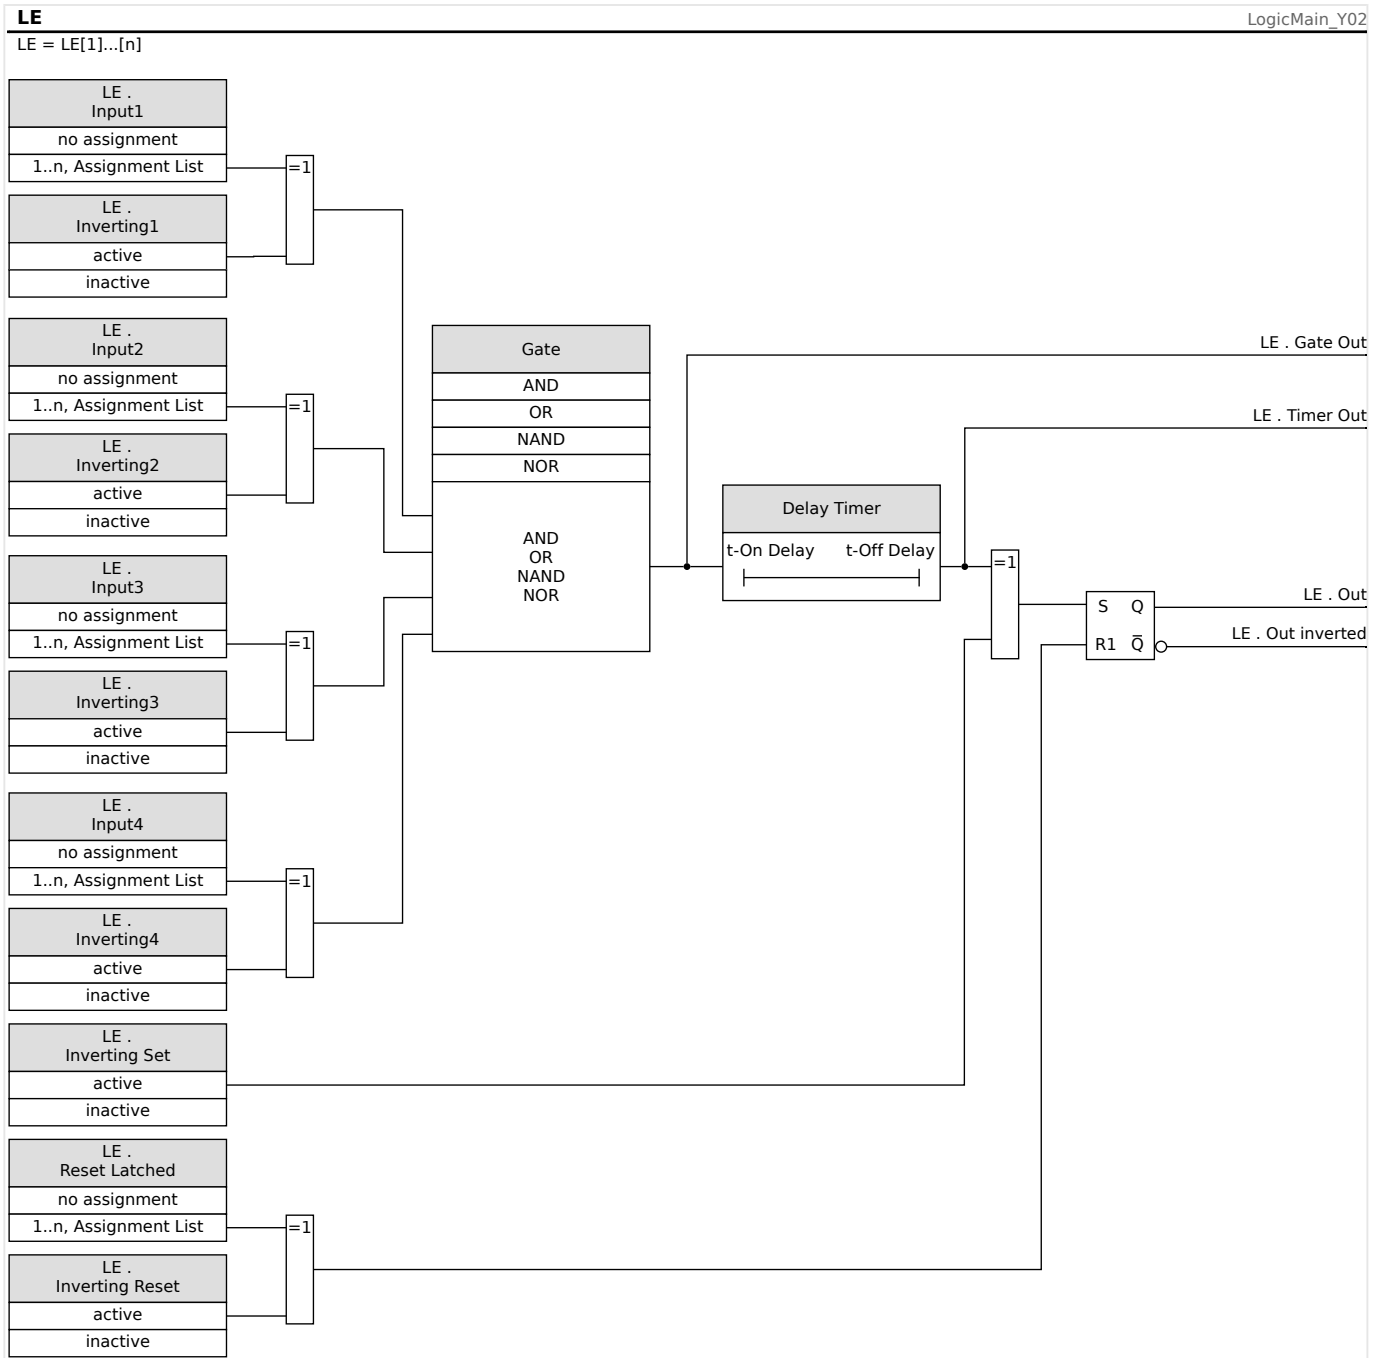 LE
LogicMain_Y02
LE = LE[1]...[n]
LE .
Input1
no assignment
1..n, Assignment List
=1
LE .
Inverting1
active
inactive
LE .
Input2
no assignment
1..n, Assignment List
=1
LE .
Inverting2
active
inactive
LE .
Input3
no assignment
1..n, Assignment List
=1
LE .
Inverting3
active
inactive
LE .
Input4
no assignment
1..n, Assignment List
=1
LE .
Inverting4
active
inactive
LE .
Inverting Set
active
inactive
LE .
Reset Latched
no assignment
1..n, Assignment List
=1
LE .
Inverting Reset
active
inactive
Gate
AND
OR
NAND
NOR
AND
OR
NAND
NOR
Delay Timer
t-On Delay t-Off Delay
=1
S Q
R1 Q̅
LE . Gate Out
LE . Timer Out
LE . Out
LE . Out inverted